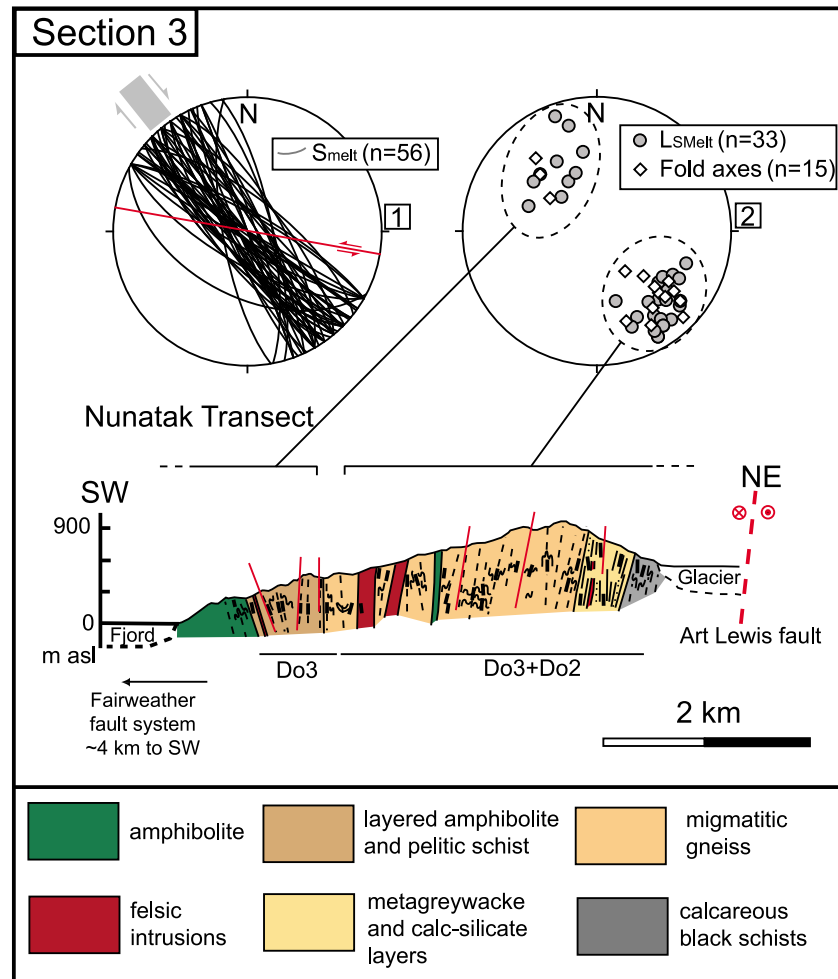 Section 3
N
Smelt (n=56)
1
N
LSMelt (n=33)
Fold axes (n=15)
2
Nunatak Transect
SW
NE
900
0
m asl
Fjord
Glacier
Art Lewis fault
Do3
Do3+Do2
Fairweather
fault system
~4 km to SW
2 km
amphibolite
layered amphibolite
and pelitic schist
migmatitic
gneiss
felsic
intrusions
metagreywacke
and calc-silicate
layers
calcareous
black schists